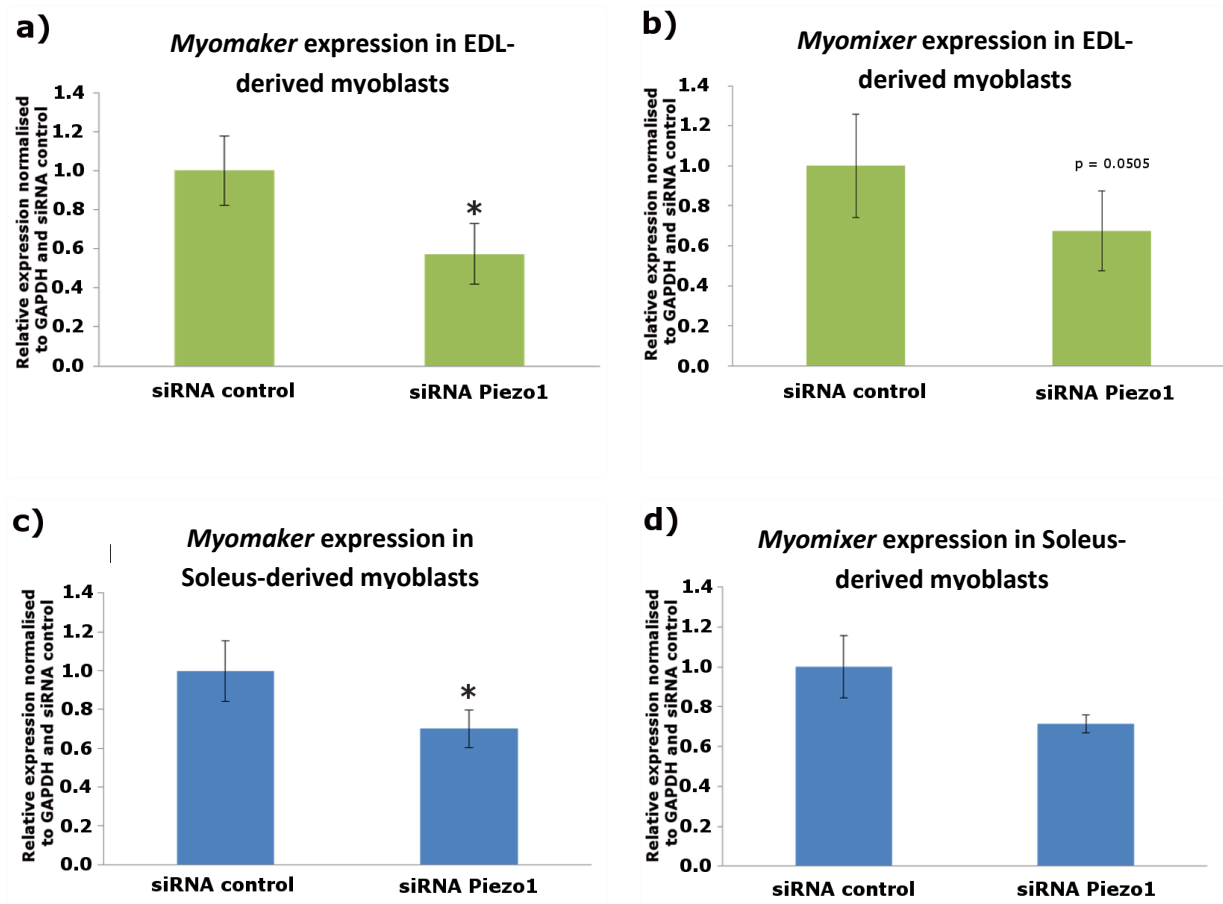 a)
Myomaker expression in EDL-
derived myoblasts
Relative expression normalised
to GAPDH and siRNA control
1.4
1.2
1.0
0.8
0.6
0.4
0.2
0.0
*
siRNA control
siRNA Piezo1
b)
Myomixer expression in EDL-
derived myoblasts
Relative expression normalised
to GAPDH and siRNA control
1.4
1.2
1.0
0.8
0.6
0.4
0.2
0.0
p = 0.0505
siRNA control
siRNA Piezo1
c)
Myomaker expression in
Soleus-derived myoblasts
Relative expression normalised
to GAPDH and siRNA control
1.4
1.2
1.0
0.8
0.6
0.4
0.2
0.0
*
siRNA control
siRNA Piezo1
d)
Myomixer expression in Soleus-
derived myoblasts
Relative expression normalised
to GAPDH and siRNA control
1.4
1.2
1.0
0.8
0.6
0.4
0.2
0.0
siRNA control
siRNA Piezo1